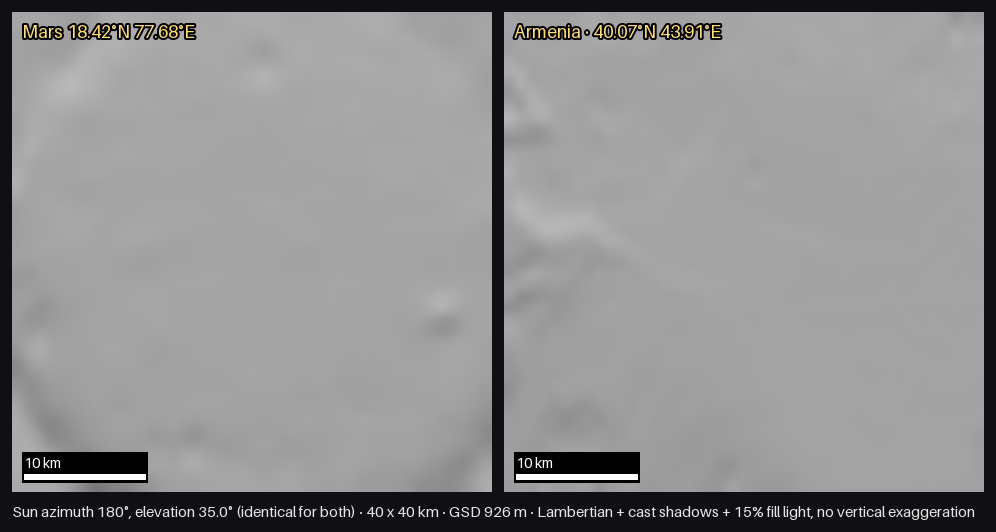 Mars 18.42°N 77.68°E
Armenia · 40.07°N 43.91°E
10 km
10 km
Sun azimuth 180°, elevation 35.0° (identical for both) · 40 x 40 km · GSD 926 m · Lambertian + cast shadows + 15% fill light, no vertical exaggeration